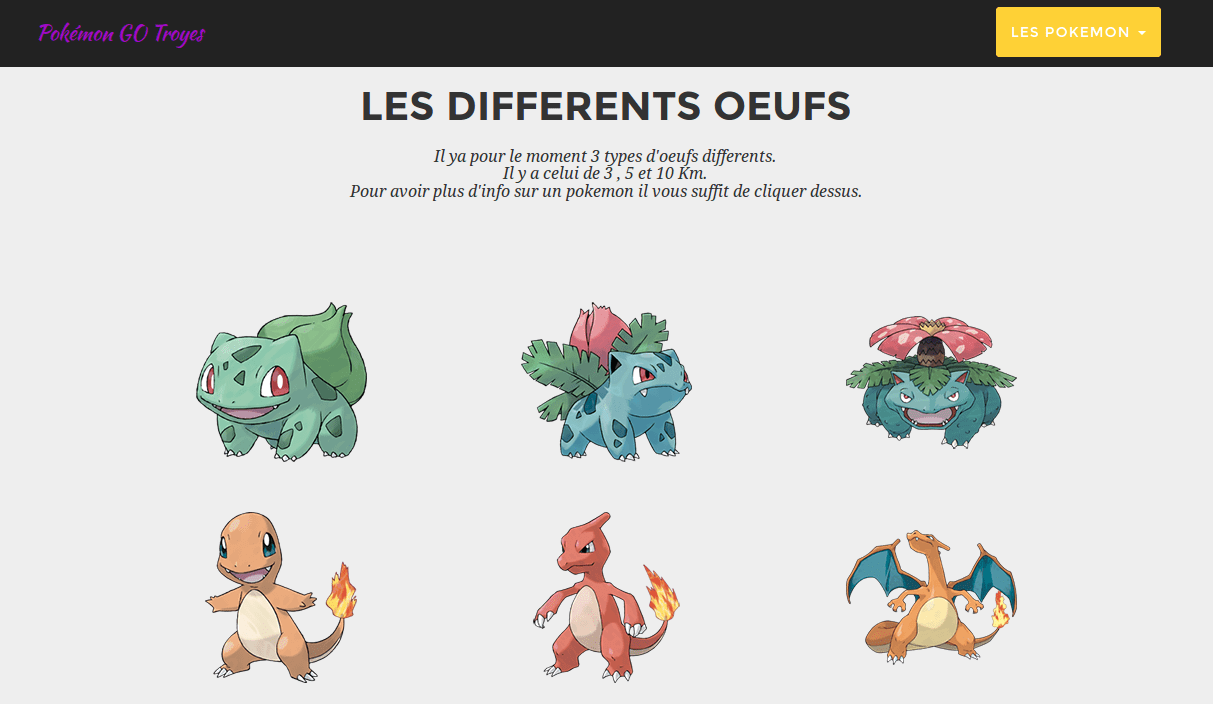 Pokémon GO Troyes
LES POKEMON
LES DIFFERENTS OEUFS
Il ya pour le moment 3 types d'oeufs differents.
Il y a celui de 3 , 5 et 10 Km.
Pour avoir plus d'info sur un pokemon il vous suffit de cliquer dessus.